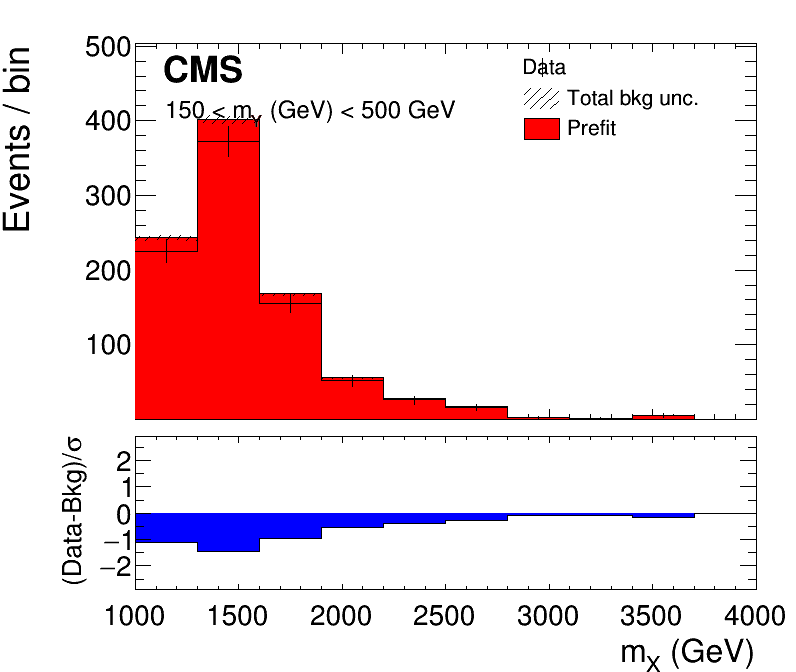 Events / bin
500
400
300
200
100
CMS
150 < m_Y (GeV) < 500 GeV
Data
Total bkg unc.
Prefit
(Data-Bkg)/σ
2
1
0
−1
−2
1000 1500 2000 2500 3000 3500 4000
m_X (GeV)